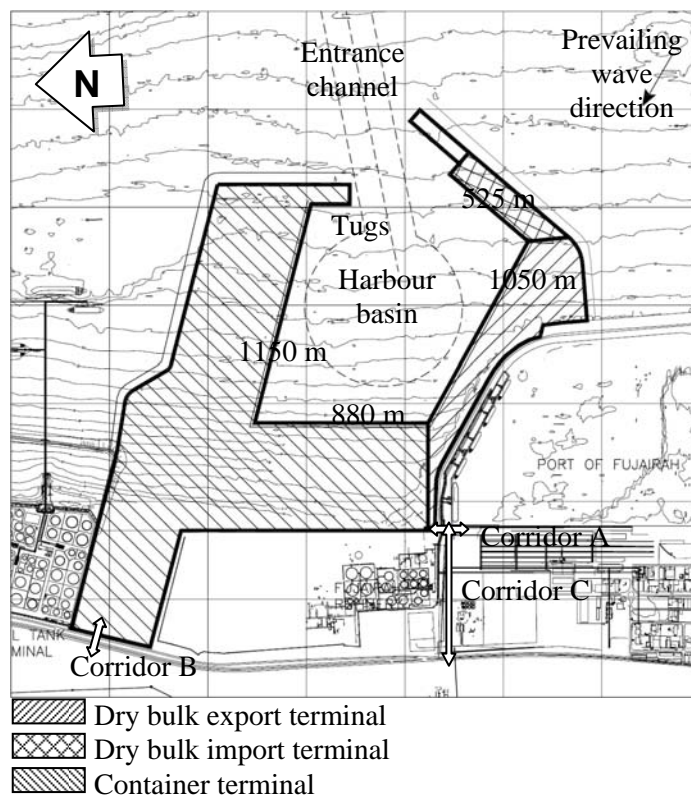 Entrance
channel
Prevailing
wave
direction
N
525 m
Tugs
Harbour
basin
1050 m
1150 m
880 m
PORT OF FUJAIRAH
Corridor A
Corridor C
L TANK
MINAL
Corridor B
Dry bulk export terminal
Dry bulk import terminal
Container terminal